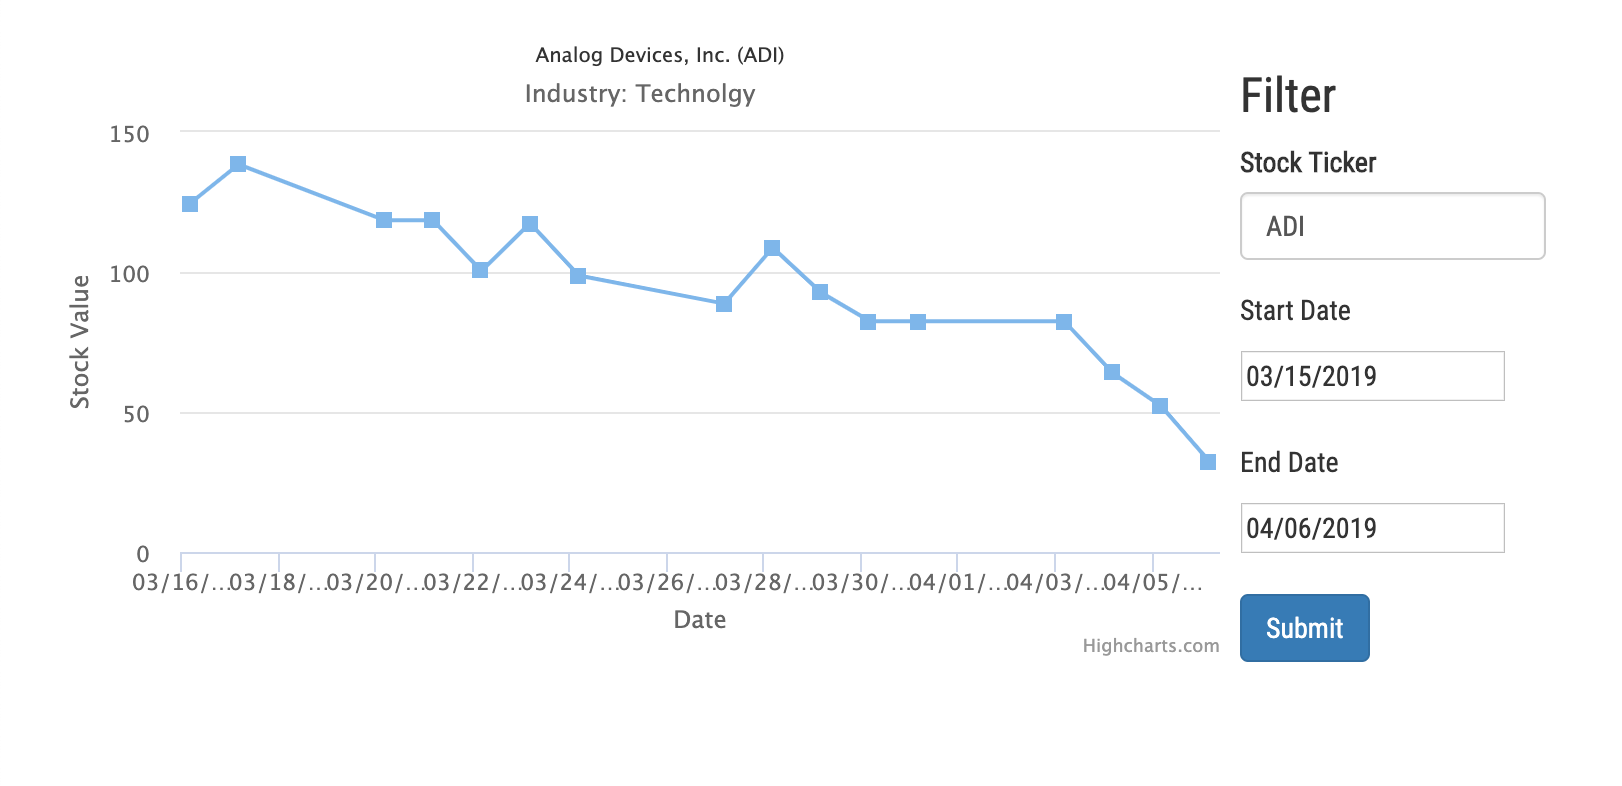 Analog Devices, Inc. (ADI)
Industry: Technolgy
150
100
50
0
Stock Value
03/16/... 03/18/... 03/20/... 03/22/... 03/24/... 03/26/... 03/28/... 03/30/... 04/01/... 04/03/... 04/05/...
Date
Highcharts.com
Filter
Stock Ticker
ADI
Start Date
03/15/2019
End Date
04/06/2019
Submit